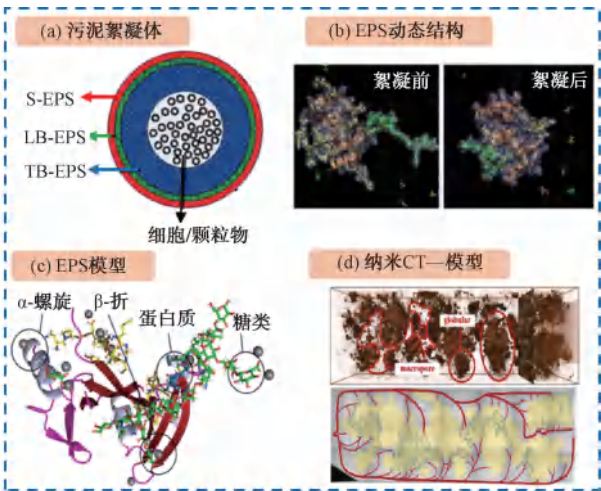 (a) 污泥絮凝体
(b) EPS动态结构
S-EPS
LB-EPS
TB-EPS
细胞/颗粒物
絮凝前
絮凝后
(c) EPS模型
(d) 纳米CT—模型
α-螺旋
β-折
蛋白质
糖类
globular
macropore